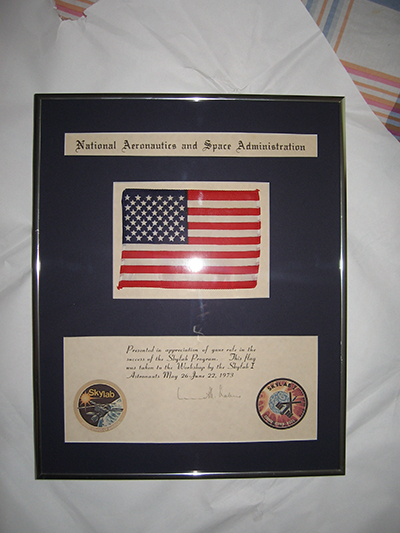 National Aeronautics and Space Administration
Presented in appreciation of your role in the
success of the Skylab Program. This flag
was taken to the Workshop by the Skylab I
Astronauts May 26-June 22, 1973
Skylab
SKYLAB I